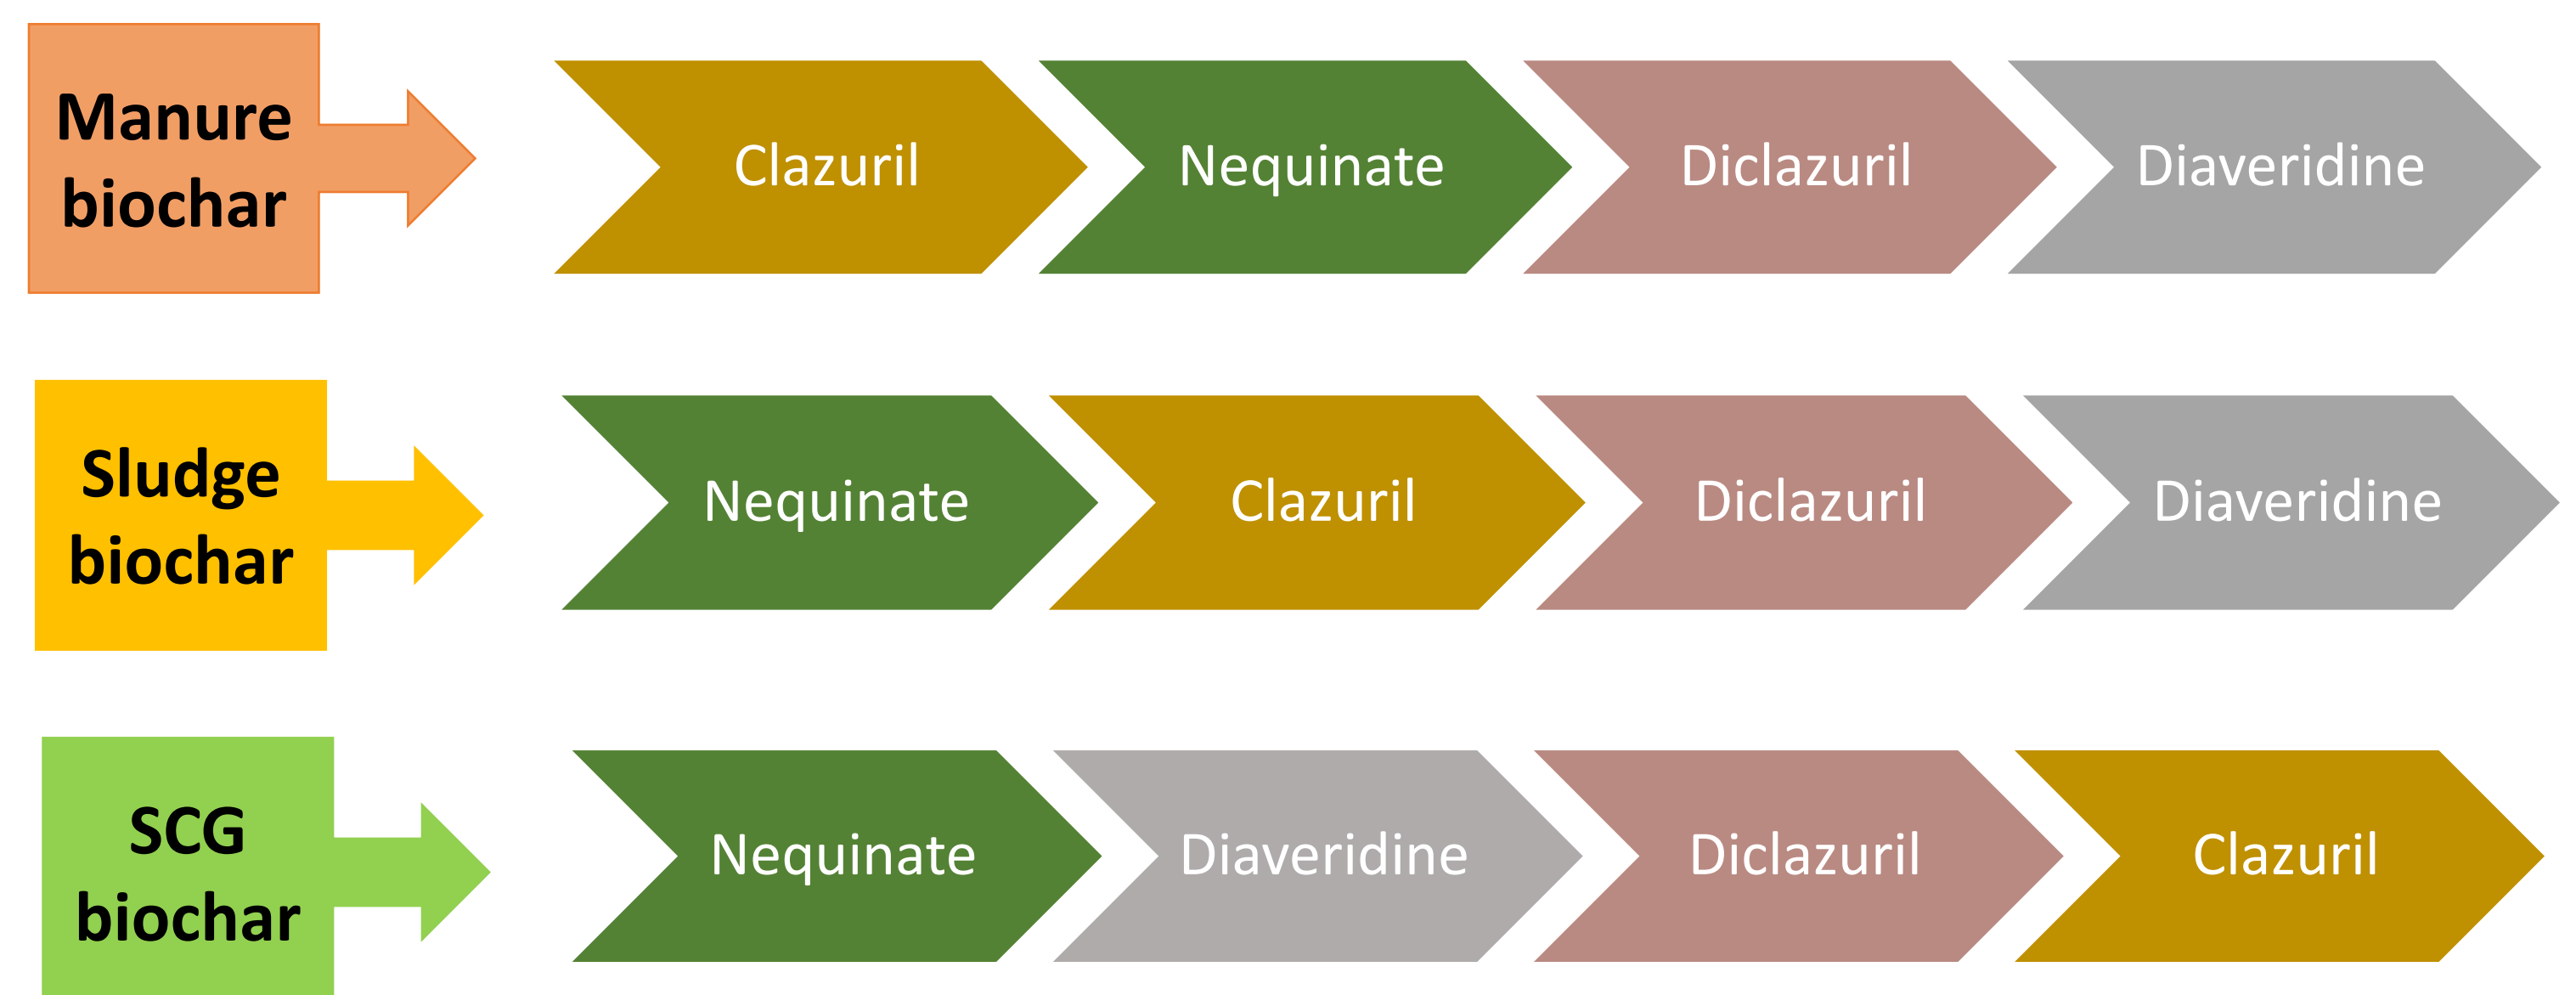 Manure
biochar
Clazuril
Nequinate
Diclazuril
Diaveridine
Sludge
biochar
Nequinate
Clazuril
Diclazuril
Diaveridine
SCG
biochar
Nequinate
Diaveridine
Diclazuril
Clazuril